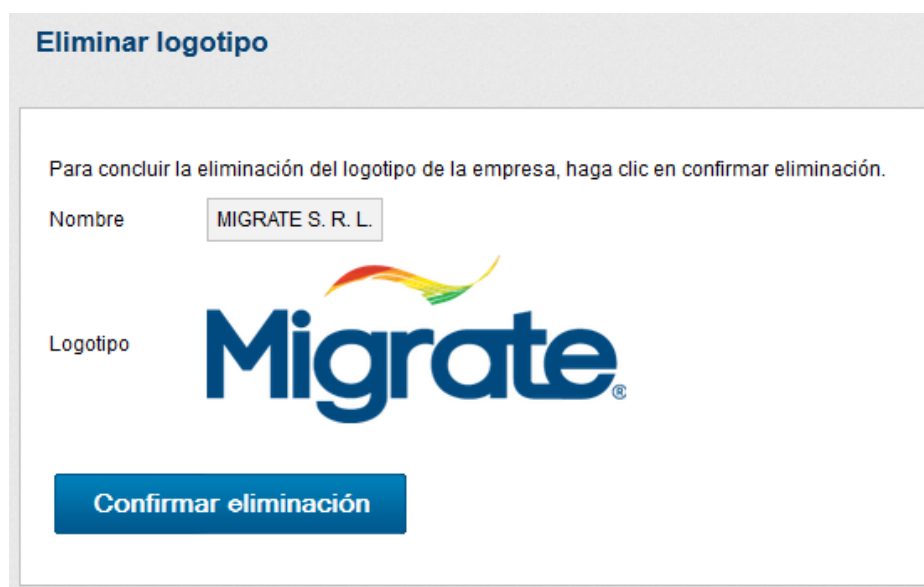 Eliminar logotipo
Para concluir la eliminación del logotipo de la empresa, haga clic en confirmar eliminación.
Nombre MIGRATE S. R. L.
Logotipo Migrate®
Confirmar eliminación